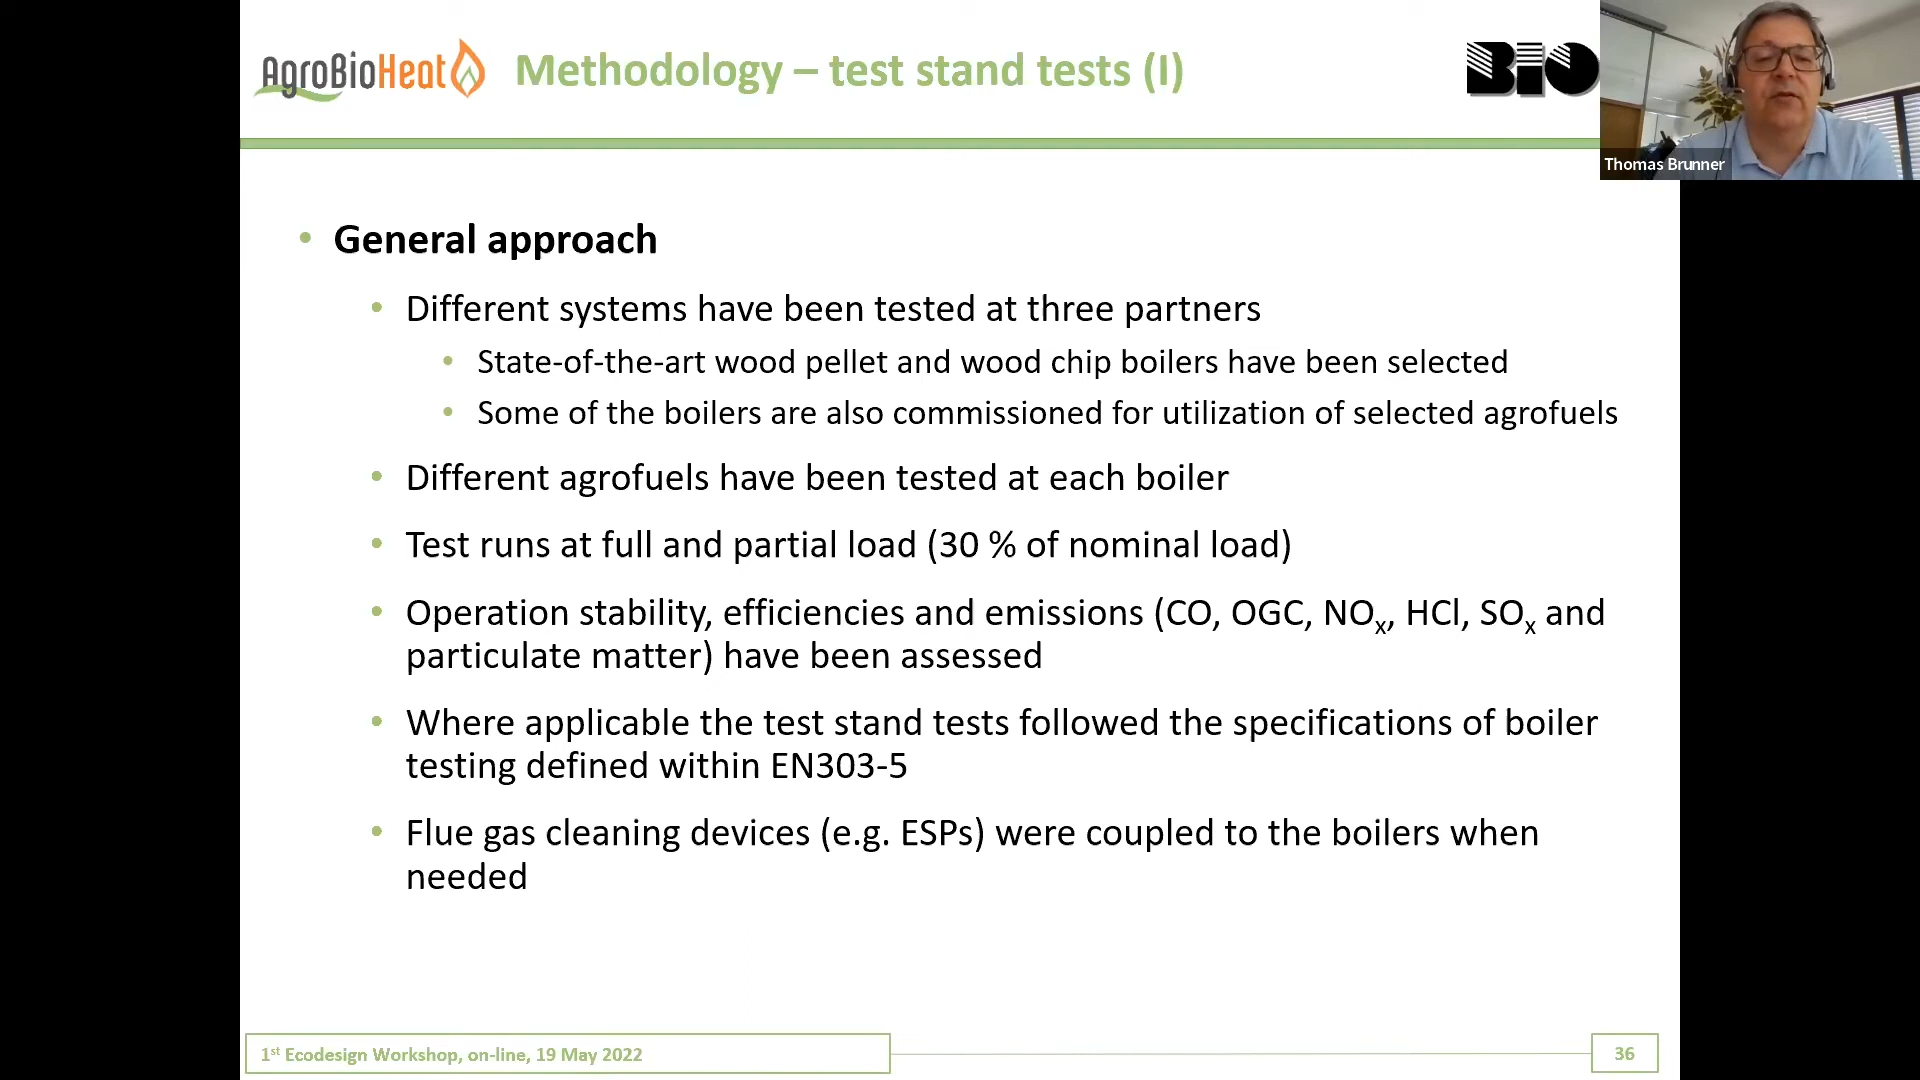 AgroBioHeat
Methodology – test stand tests (I)
BIO
Thomas Brunner
• General approach
• Different systems have been tested at three partners
• State-of-the-art wood pellet and wood chip boilers have been selected
• Some of the boilers are also commissioned for utilization of selected agrofuels
• Different agrofuels have been tested at each boiler
• Test runs at full and partial load (30 % of nominal load)
• Operation stability, efficiencies and emissions (CO, OGC, NOx, HCl, SOx and
particulate matter) have been assessed
• Where applicable the test stand tests followed the specifications of boiler
testing defined within EN303-5
• Flue gas cleaning devices (e.g. ESPs) were coupled to the boilers when
needed
1st Ecodesign Workshop, on-line, 19 May 2022
36